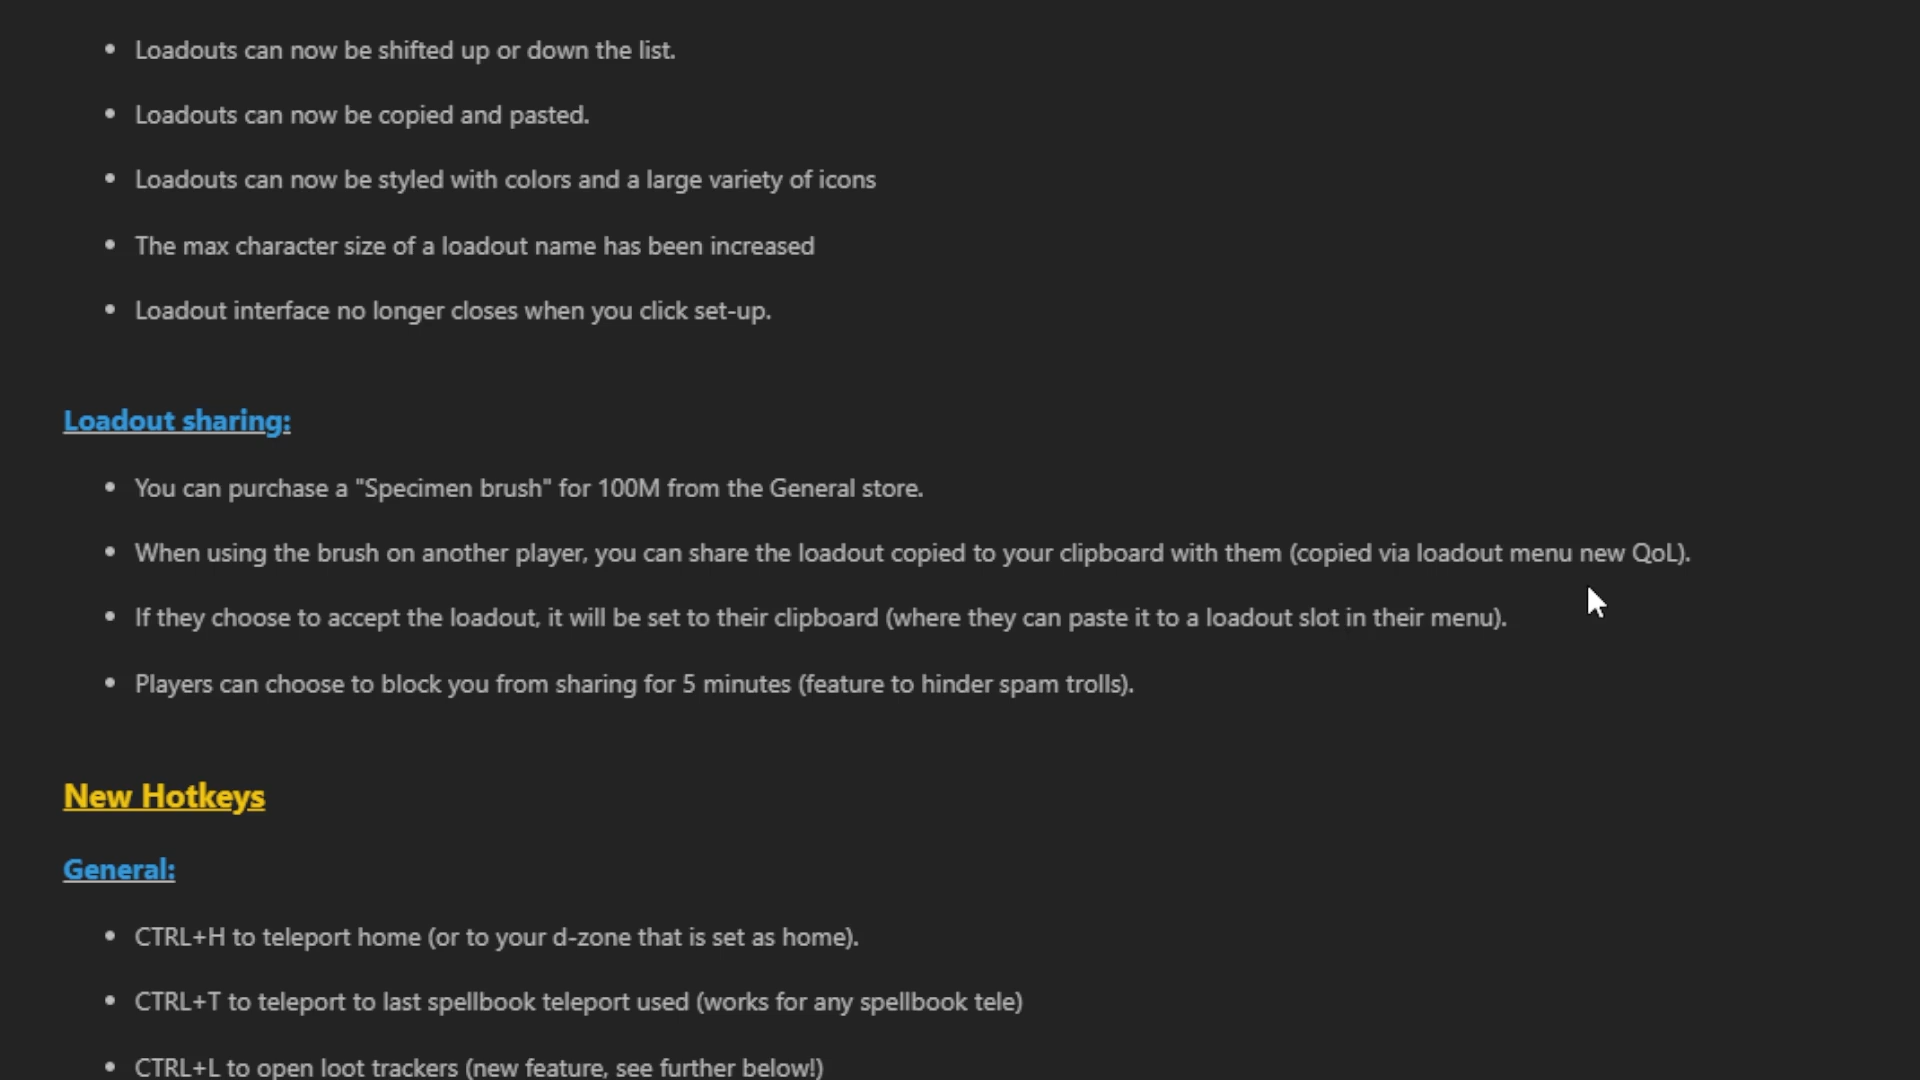 Loadouts can now be shifted up or down the list.
Loadouts can now be copied and pasted.
Loadouts can now be styled with colors and a large variety of icons
The max character size of a loadout name has been increased
Loadout interface no longer closes when you click set-up.
Loadout sharing:
You can purchase a "Specimen brush" for 100M from the General store.
When using the brush on another player, you can share the loadout copied to your clipboard with them (copied via loadout menu new QoL).
If they choose to accept the loadout, it will be set to their clipboard (where they can paste it to a loadout slot in their menu).
Players can choose to block you from sharing for 5 minutes (feature to hinder spam trolls).
New Hotkeys
General:
CTRL+H to teleport home (or to your d-zone that is set as home).
CTRL+T to teleport to last spellbook teleport used (works for any spellbook tele)
CTRL+L to open loot trackers (new feature, see further below!)